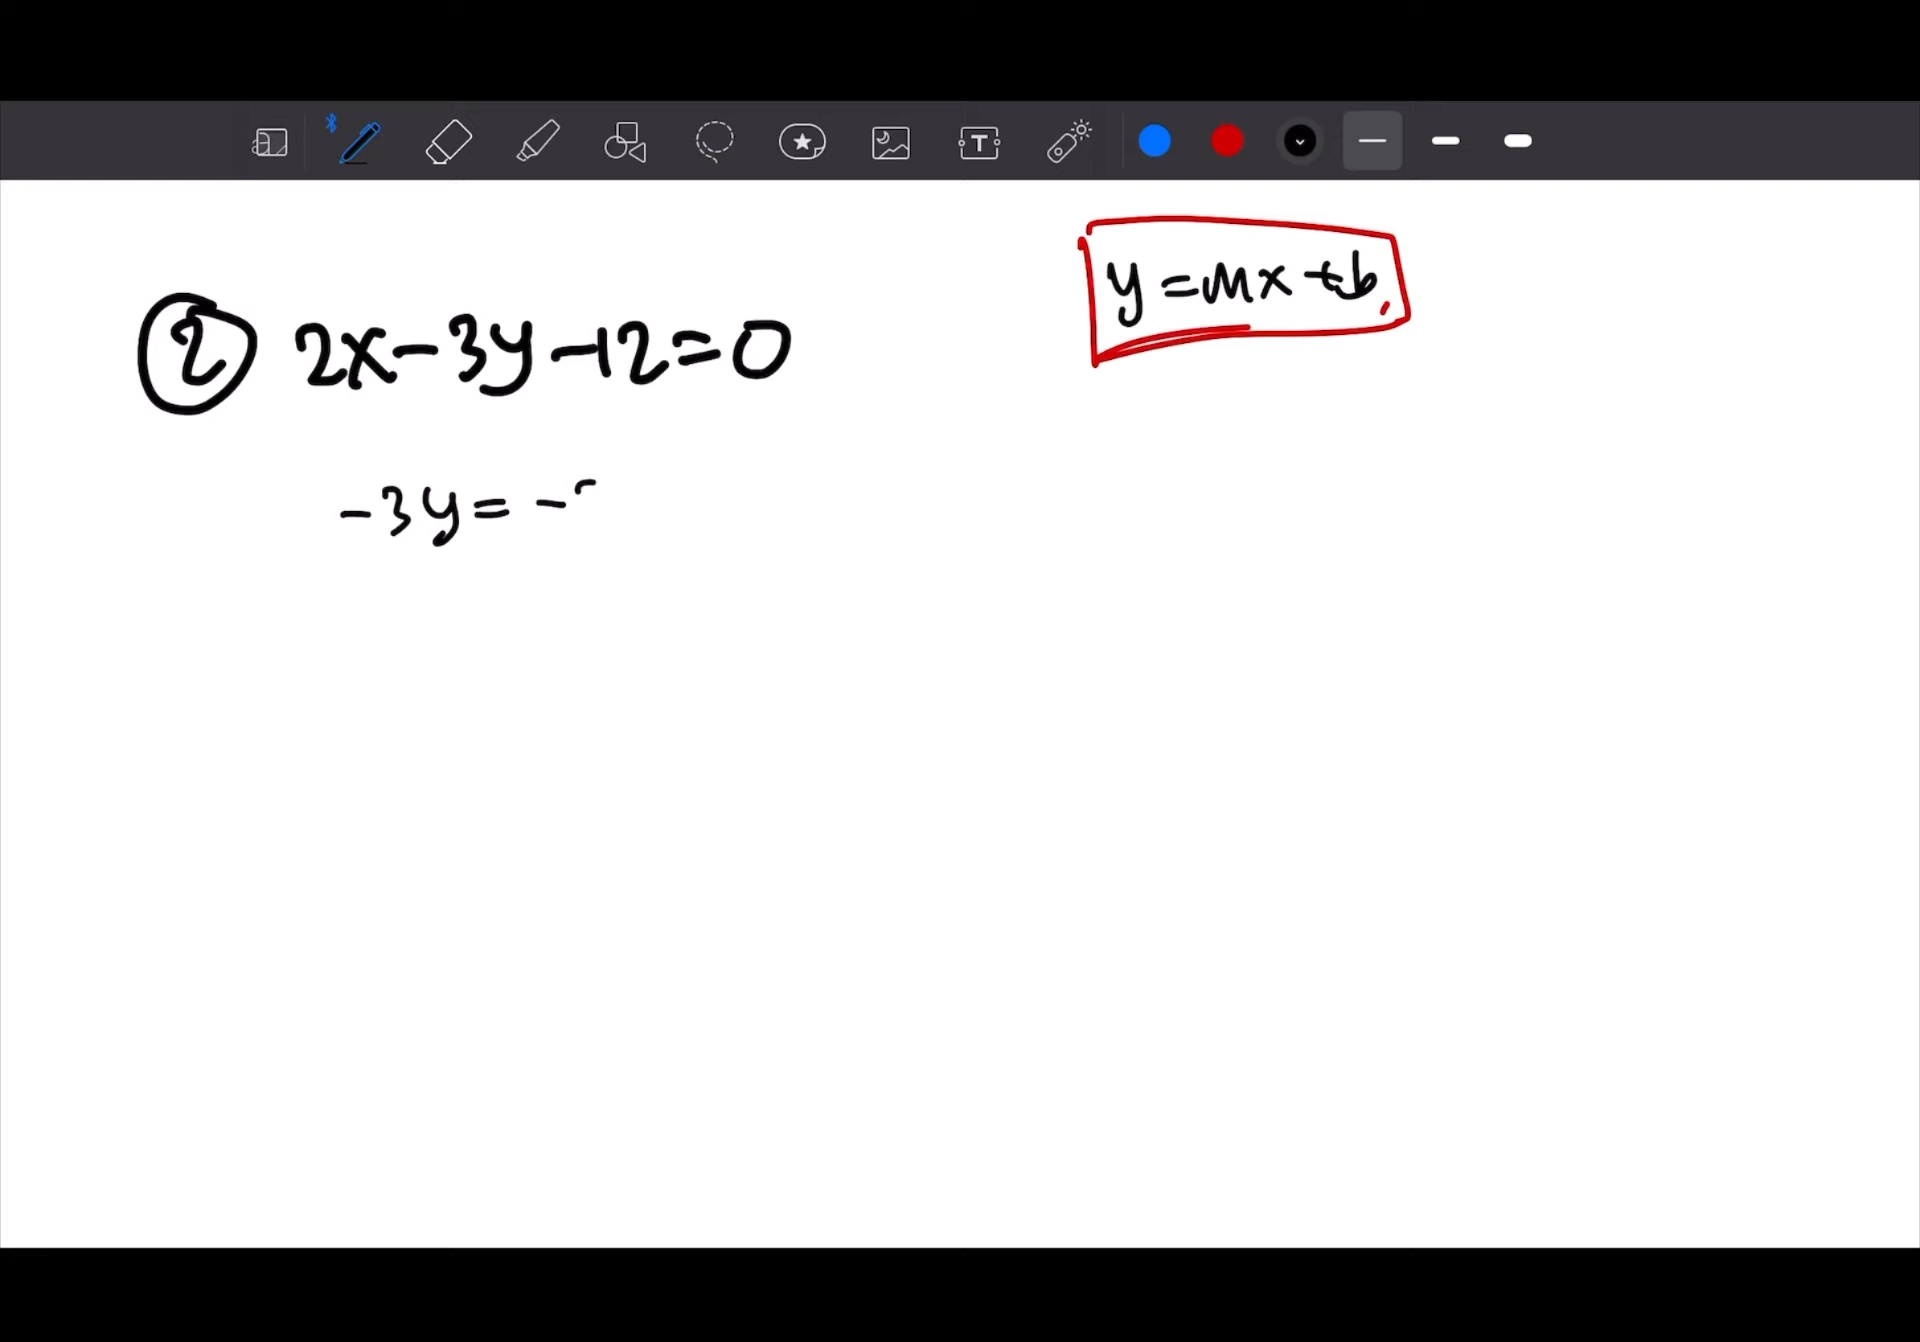 y=mx+b
② 2x-3y-12=0
-3y= -